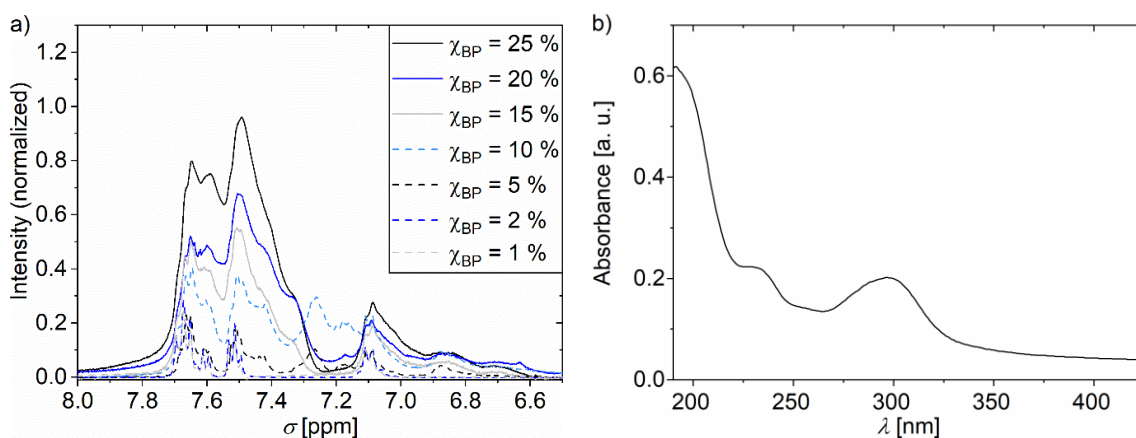 a)
Intensity (normalized)
1.2
1.0
0.8
0.6
0.4
0.2
0.0
χBP = 25 %
χBP = 20 %
χBP = 15 %
χBP = 10 %
χBP = 5 %
χBP = 2 %
χBP = 1 %
8.0 7.8 7.6 7.4 7.2 7.0 6.8 6.6
σ [ppm]
b)
Absorbance [a. u.]
0.6
0.4
0.2
0.0
200 250 300 350 400
λ [nm]